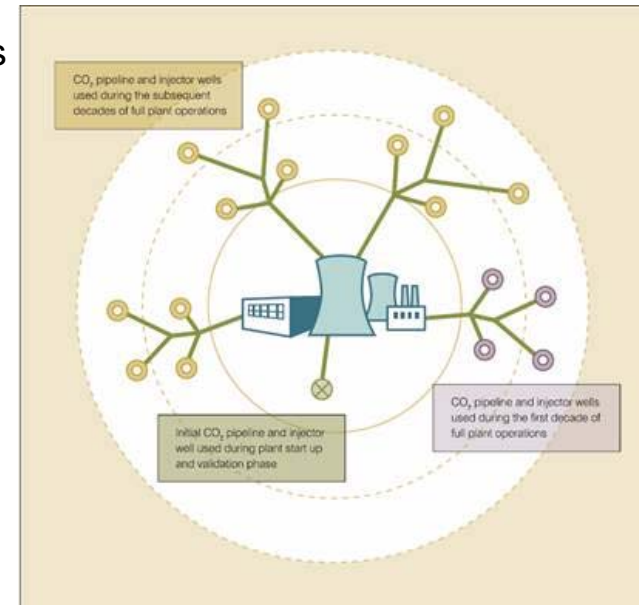 s
CO₂ pipeline and injector wells
used during the subsequent
decades of full plant operations
CO₂ pipeline and injector wells
used during the first decade of
full plant operations
Initial CO₂ pipeline and injector
well used during plant start up
and validation phase